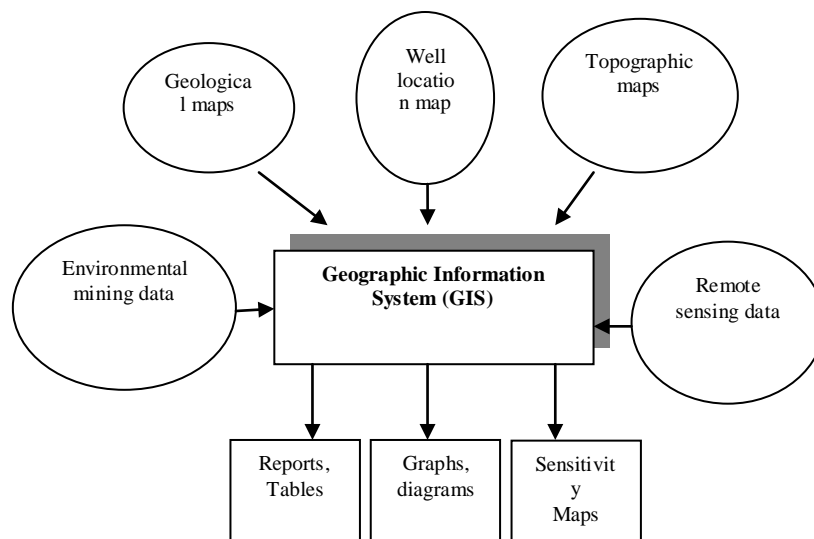 Geologica
l maps
Well
locatio
n map
Topographic
maps
Environmental
mining data
Geographic Information
System (GIS)
Remote
sensing data
Reports,
Tables
Graphs,
diagrams
Sensitivit
y
Maps